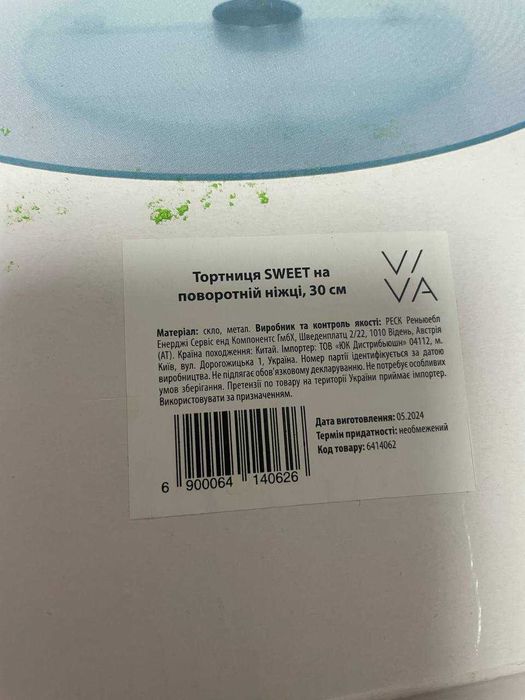 Тортниця SWEET на
поворотній ніжці, 30 см
VIVA
Матеріал: скло, метал. Виробник та контроль якості: РЕСК Реньюебл
Енерджі Сервіс енд Компонентс ГмбХ, Шведенплатц 2/22, 1010 Відень, Австрія
(АТ). Країна походження: Китай. Імпортер: ТОВ «ЮК Дистрибьюшн» 04112, м.
Київ, вул. Дорогожицька 1, Україна. Номер партії ідентифікується за датою
виробництва. Не підлягає обов'язковому декларуванню. Не потребує особливих
умов зберігання. Претензії по товару на території України приймає імпортер.
Використовувати за призначенням.
Дата виготовлення: 05.2024
Термін придатності: необмежений
Код товару: 6414062
6 900064 140626